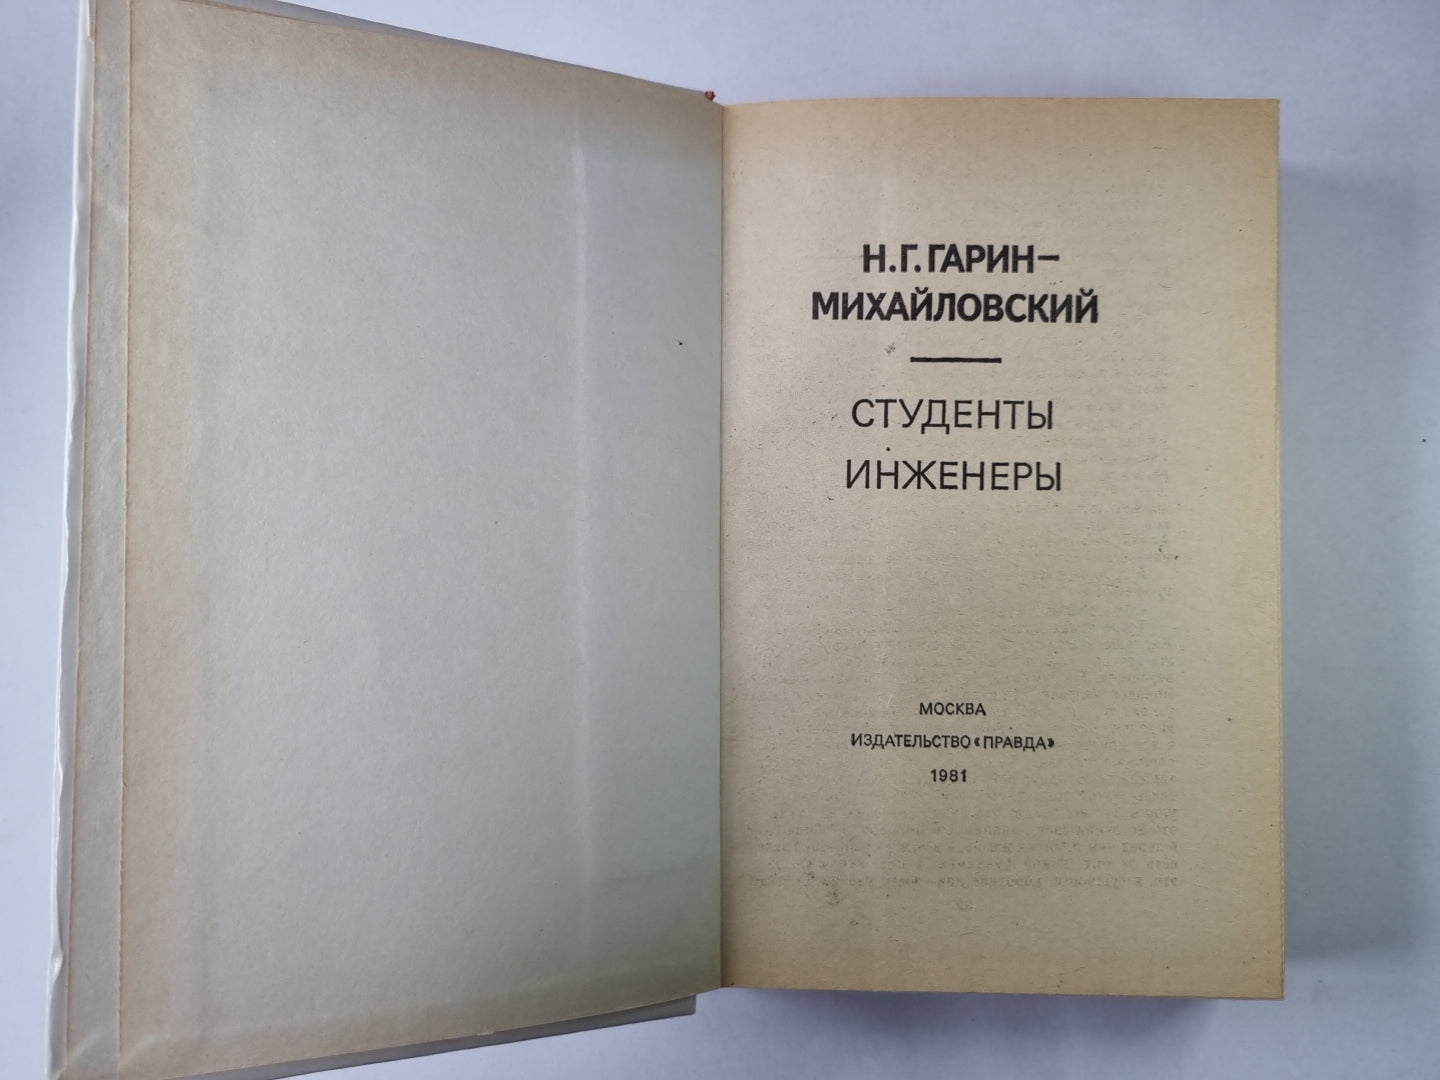 Н. Г. ГАРИН-
МИХАЙЛОВСКИЙ
СТУДЕНТЫ
ИНЖЕНЕРЫ
МОСКВА
ИЗДАТЕЛЬСТВО «ПРАВДА»
1981